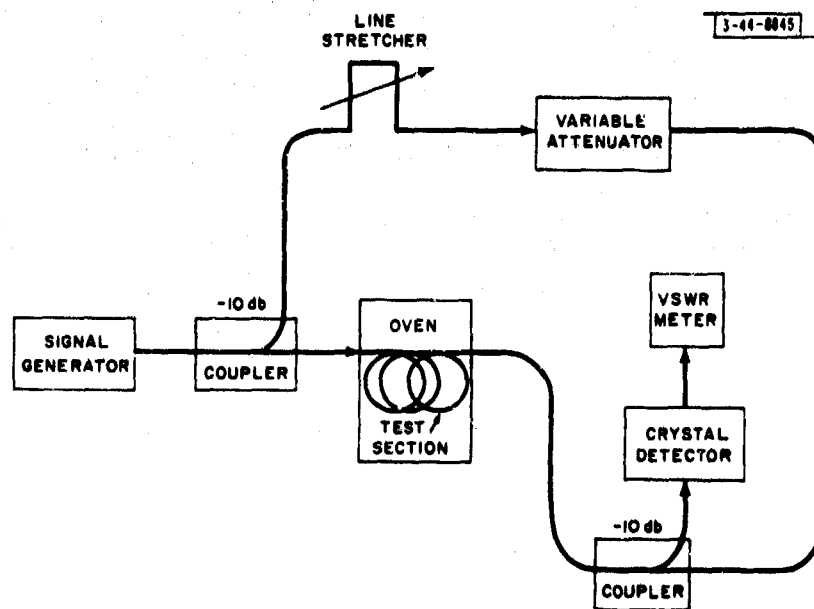 3-44-8045
LINE
STRETCHER
VARIABLE
ATTENUATOR
-10 db
COUPLER
SIGNAL
GENERATOR
OVEN
TEST
SECTION
VSWR
METER
CRYSTAL
DETECTOR
-10 db
COUPLER